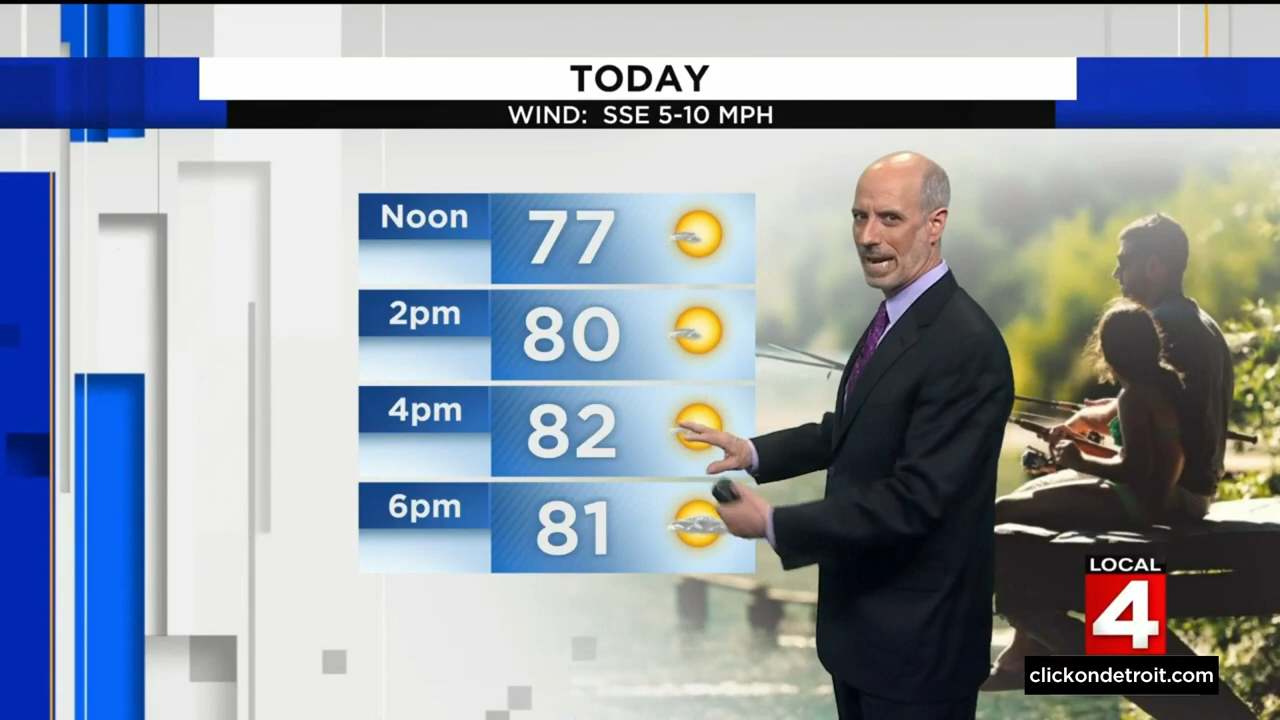 TODAY
WIND: SSE 5-10 MPH
Noon 77
2pm 80
4pm 82
6pm 81
LOCAL
4
clickondetroit.com